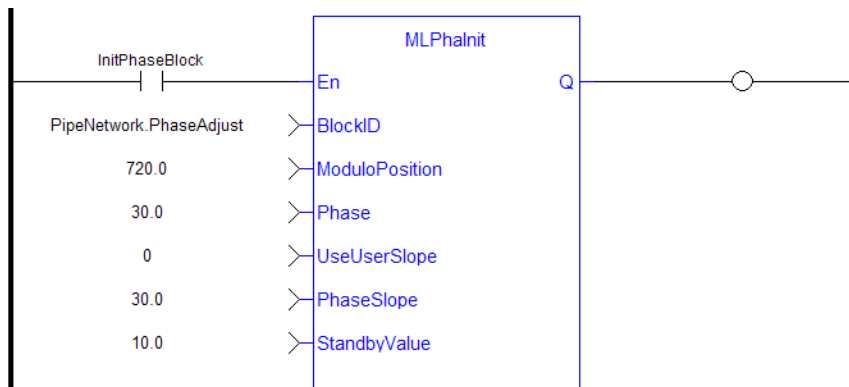 MLPhaInit
InitPhaseBlock
En Q
PipeNetwork.PhaseAdjust BlockID
720.0 ModuloPosition
30.0 Phase
0 UseUserSlope
30.0 PhaseSlope
10.0 StandbyValue